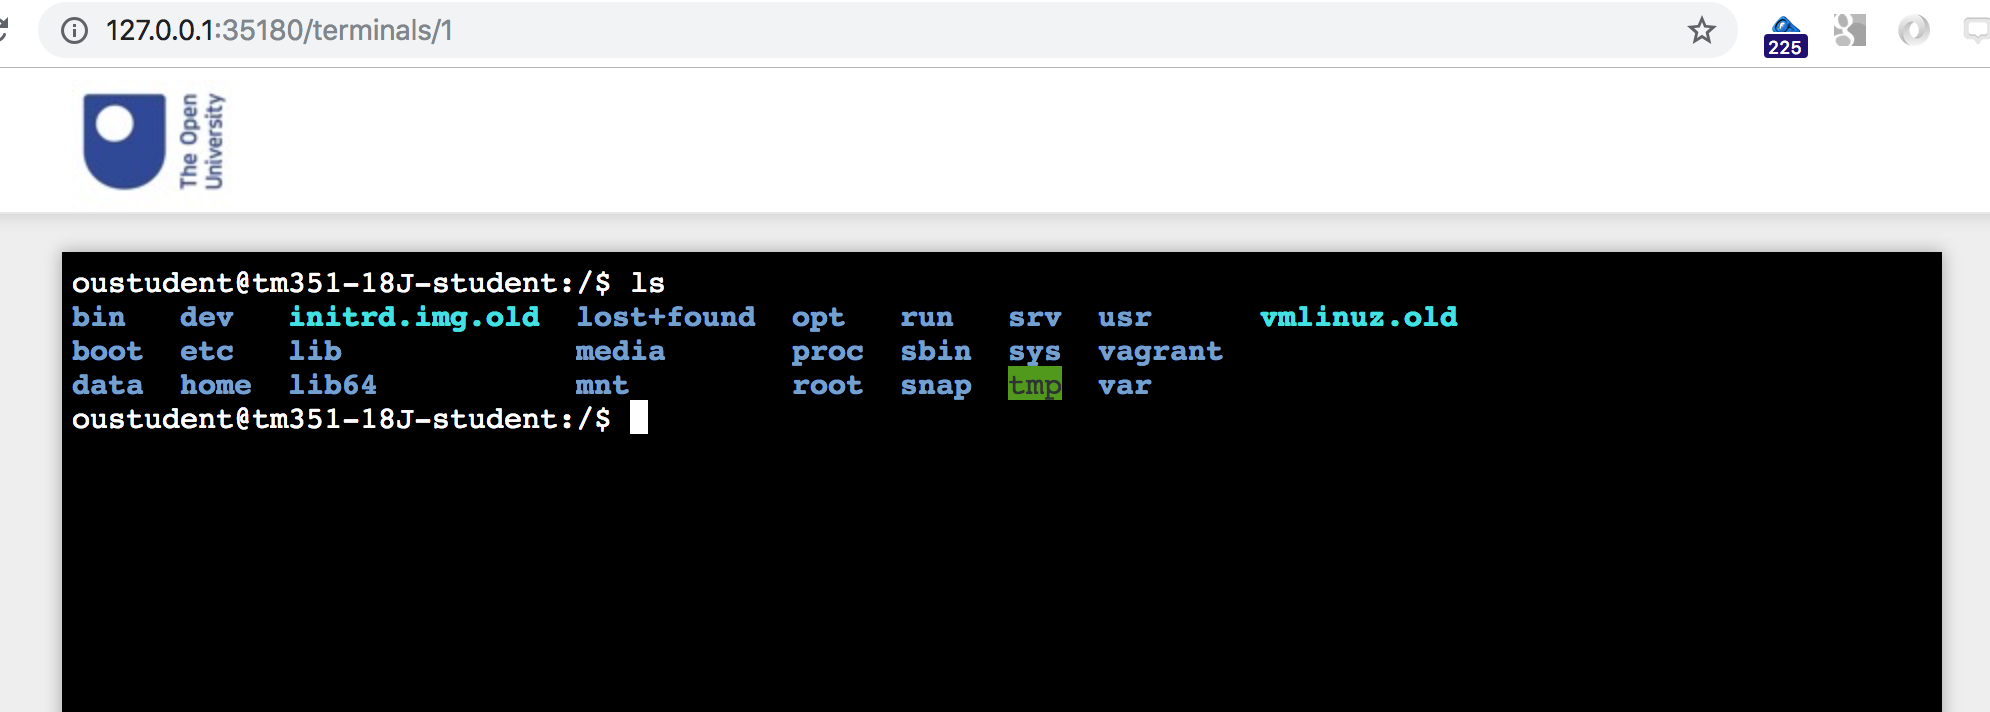 127.0.0.1:35180/terminals/1
225
The Open
University
oustudent@tm351-18J-student:/$ ls
bin dev initrd.img.old lost+found opt run srv usr vmlinuz.old
boot etc lib media proc sbin sys vagrant
data home lib64 mnt root snap tmp var
oustudent@tm351-18J-student:/$